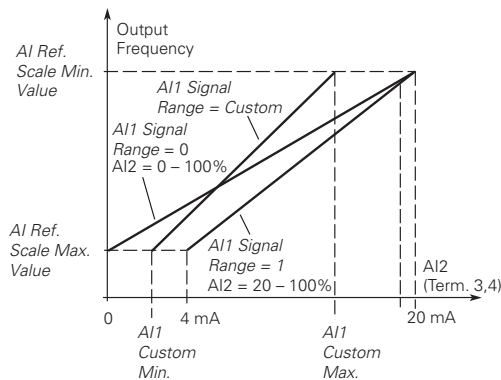 Output
Frequency
AI Ref.
Scale Min.
Value
AI1 Signal
Range = Custom
AI1 Signal
Range = 0
AI2 = 0 – 100%
AI Ref.
Scale Max.
Value
AI1 Signal
Range = 1
AI2 = 20 – 100%
AI2
(Term. 3,4)
0
4 mA
20 mA
AI1
Custom
Min.
AI1
Custom
Max.